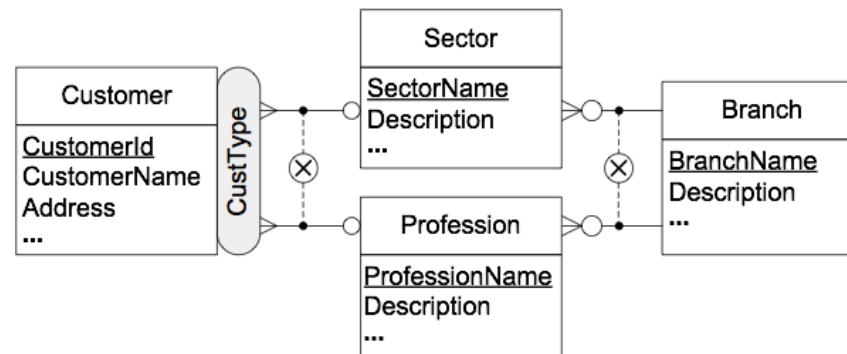 Customer
CustomerId
CustomerName
Address
...
CustType
Sector
SectorName
Description
...
Profession
ProfessionName
Description
...
Branch
BranchName
Description
...